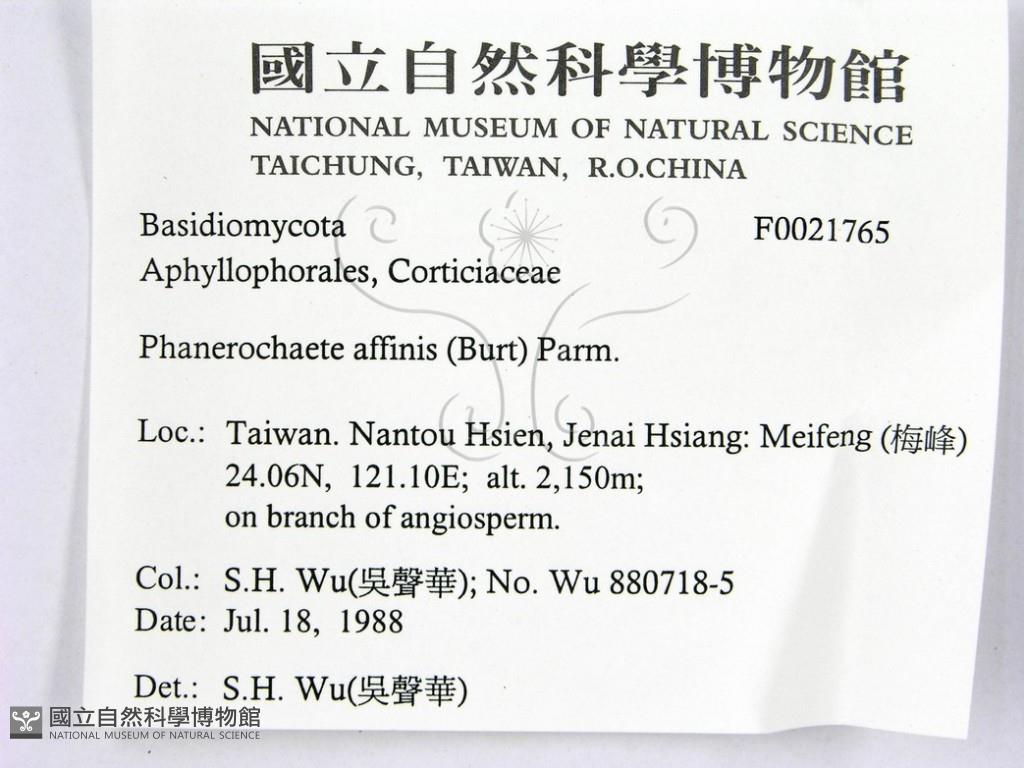 國立自然科學博物館
NATIONAL MUSEUM OF NATURAL SCIENCE
TAICHUNG, TAIWAN, R.O.CHINA
Basidiomycota F0021765
Aphyllophorales, Corticiaceae
Phanerochaete affinis (Burt) Parm.
Loc.: Taiwan. Nantou Hsien, Jenai Hsiang: Meifeng (梅峰)
24.06N, 121.10E; alt. 2,150m;
on branch of angiosperm.
Col.: S.H. Wu(吳聲華); No. Wu 880718-5
Date: Jul. 18, 1988
Det.: S.H. Wu(吳聲華)
國立自然科學博物館
NATIONAL MUSEUM OF NATURAL SCIENCE